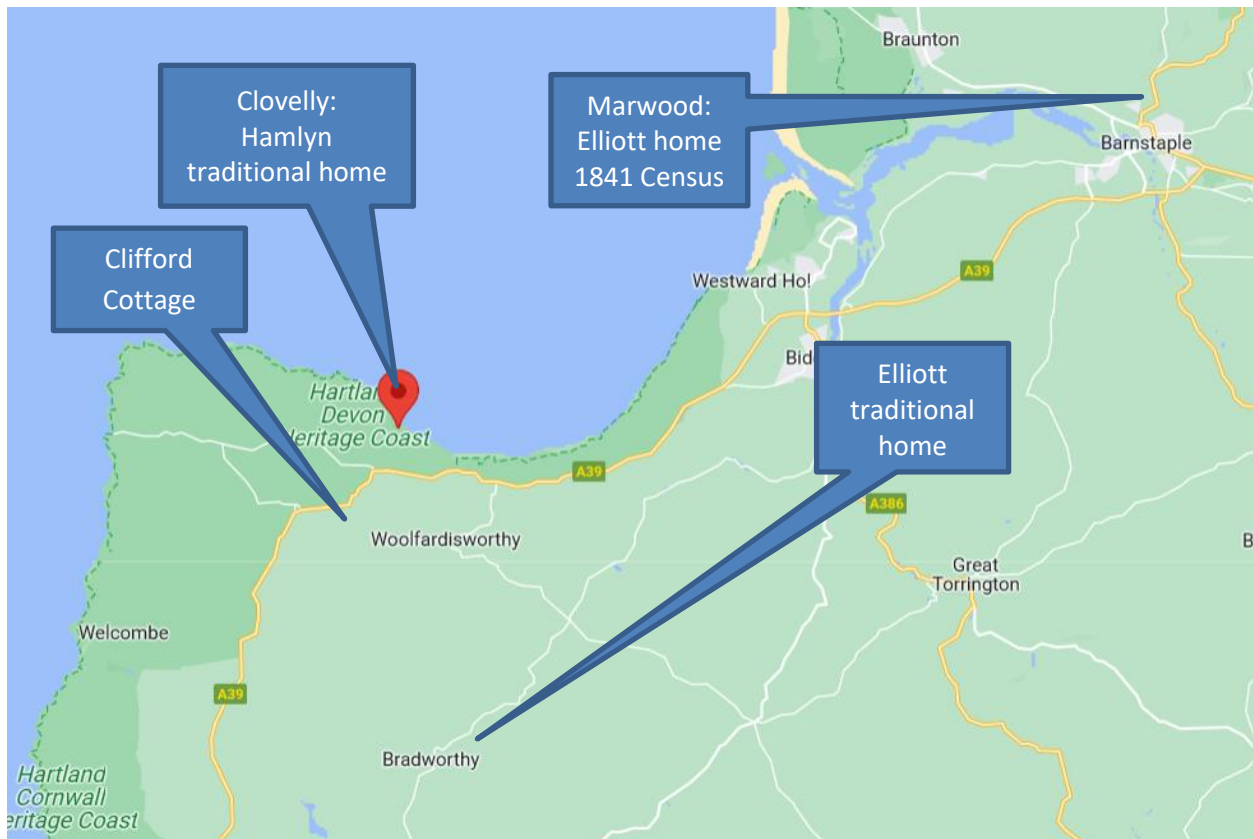 Braunton
Clovelly:
Hamlyn
traditional home
Marwood:
Elliott home
1841 Census
Barnstaple
Clifford
Cottage
Westward Ho!
A39
Elliott
traditional
home
Hartland
Devon
Heritage Coast
A39
A386
Woolfardisworthy
Great
Torrington
Welcombe
A39
Bradworthy
Hartland
Cornwall
eritage Coast